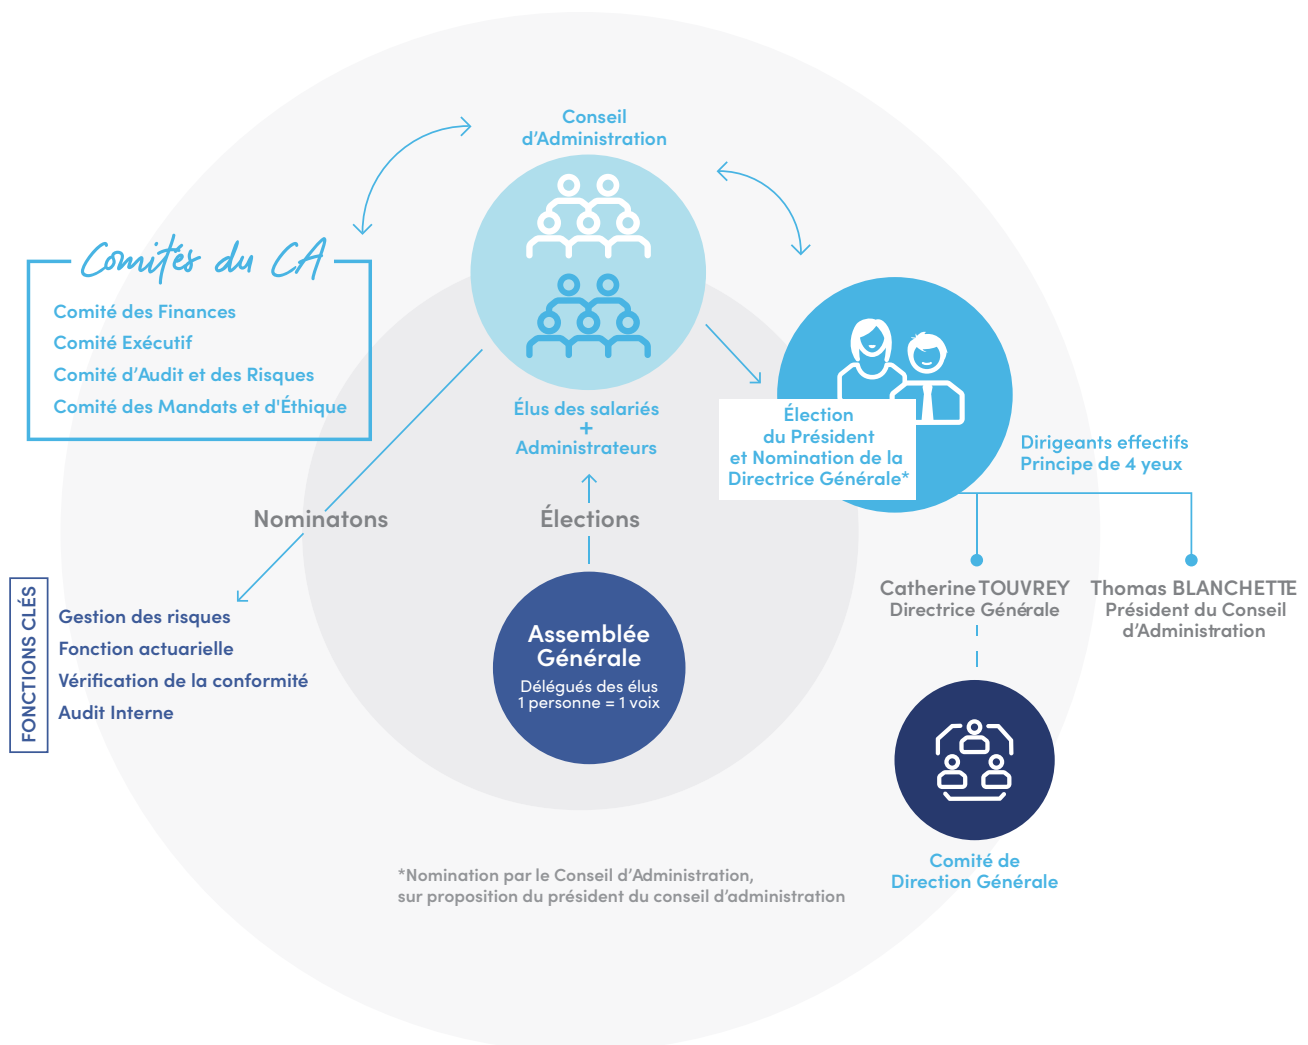 Conseil
d'Administration
Comités du CA
Comité des Finances
Comité Exécutif
Comité d'Audit et des Risques
Comité des Mandats et d'Éthique
Élus des salariés
+
Administrateurs
Élection
du Président
et Nomination de la
Directrice Générale*
Dirigeants effectifs
Principe de 4 yeux
Nominatons
Élections
Catherine TOUVREY
Directrice Générale
Thomas BLANCHETTE
Président du Conseil
d'Administration
FONCTIONS CLÉS
Gestion des risques
Fonction actuarielle
Vérification de la conformité
Audit Interne
Assemblée
Générale
Délégués des élus
1 personne = 1 voix
Comité de
Direction Générale
*Nomination par le Conseil d'Administration,
sur proposition du président du conseil d'administration